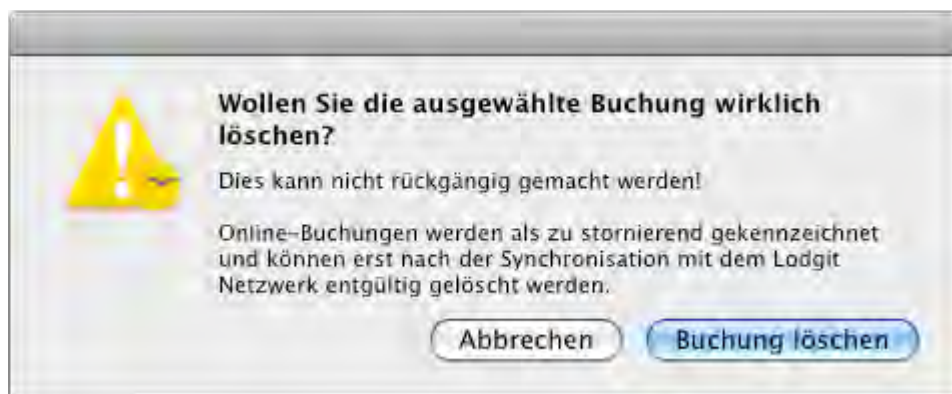 Wollen Sie die ausgewählte Buchung wirklich
löschen?
Dies kann nicht rückgängig gemacht werden!
Online-Buchungen werden als zu stornierend gekennzeichnet
und können erst nach der Synchronisation mit dem Lodgit
Netzwerk entgültig gelöscht werden.
Abbrechen Buchung löschen